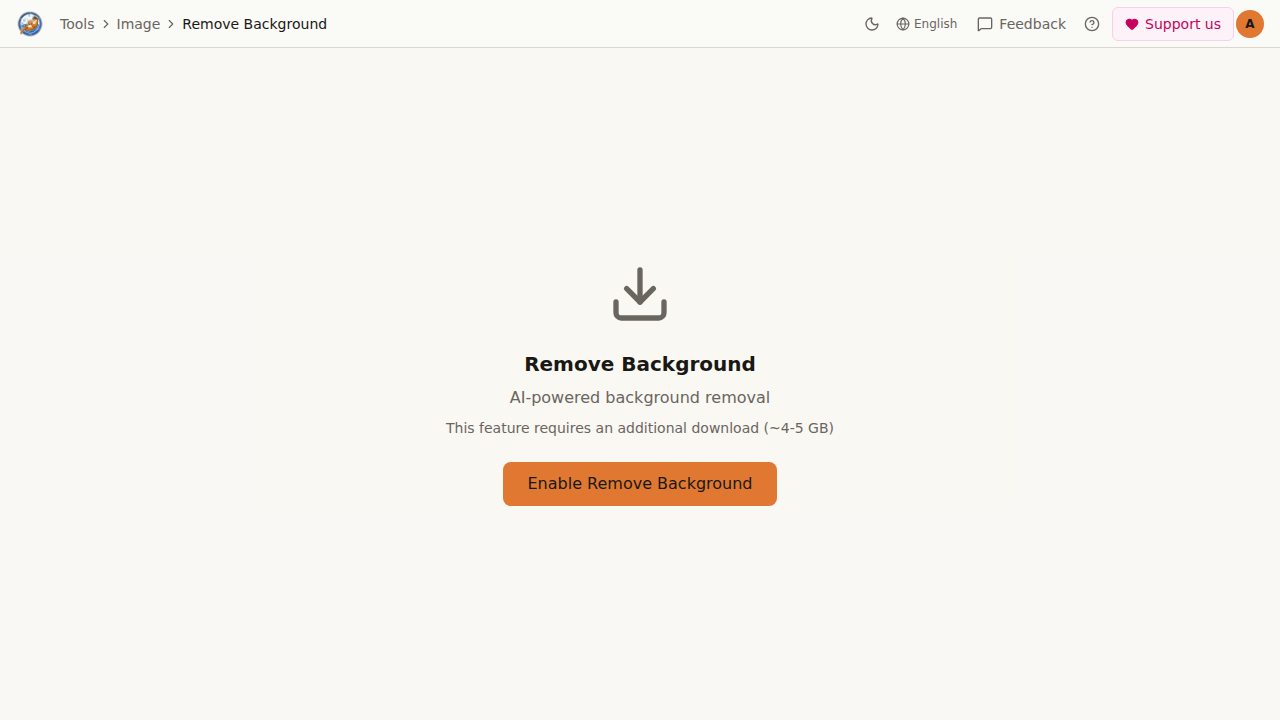 Tools > Image > Remove Background
English
Feedback
Support us
A
Remove Background
AI-powered background removal
This feature requires an additional download (~4-5 GB)
Enable Remove Background